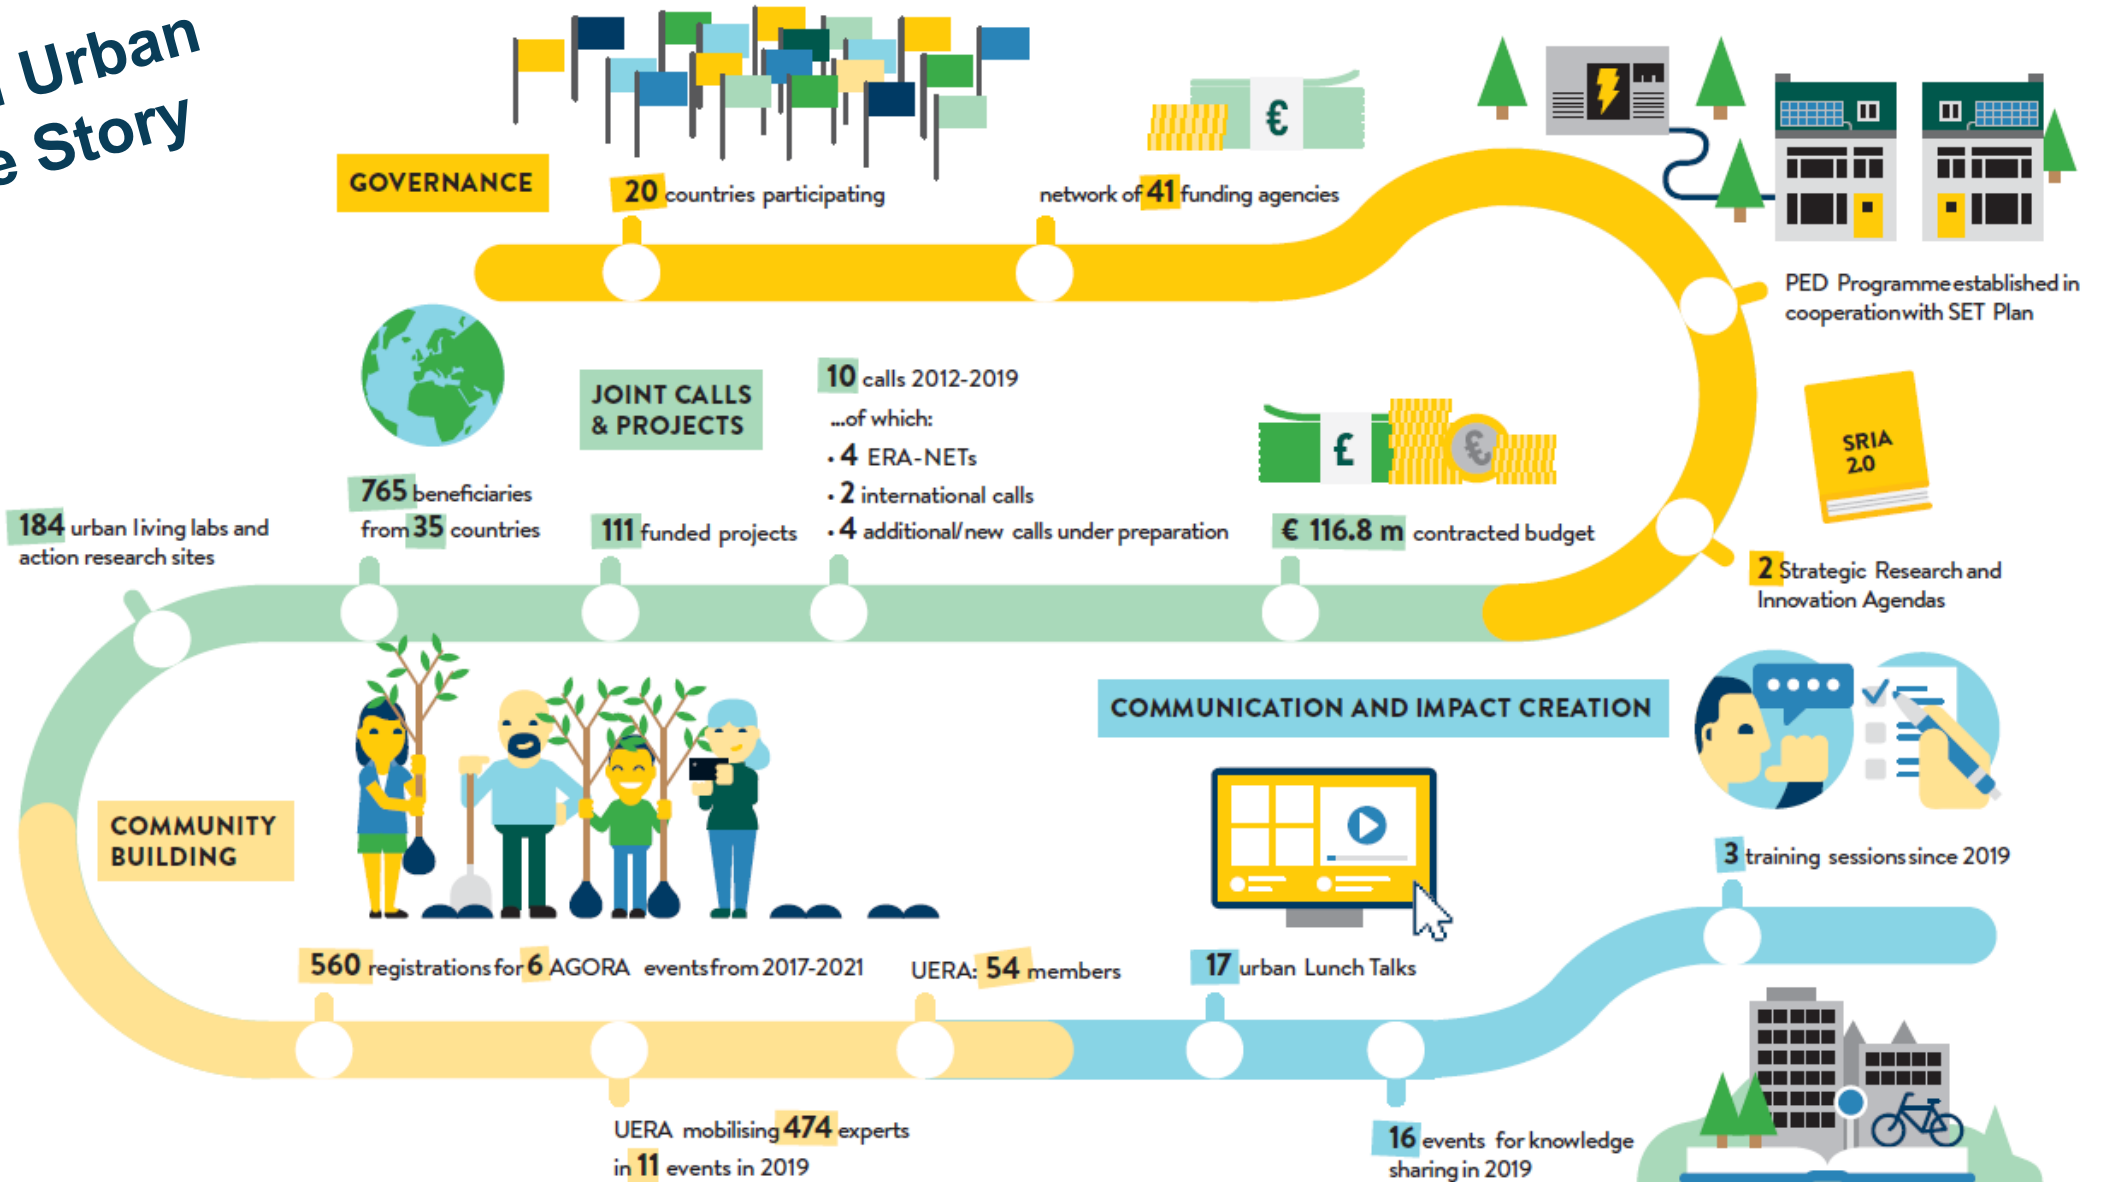 Urban
Story
GOVERNANCE
20 countries participating
network of 41 funding agencies
€
PED Programme established in
cooperation with SET Plan
SRIA
2.0
2 Strategic Research and
Innovation Agendas
JOINT CALLS
& PROJECTS
10 calls 2012-2019
...of which:
• 4 ERA-NETs
• 2 international calls
• 4 additional/new calls under preparation
£
€
€ 116.8 m contracted budget
111 funded projects
765 beneficiaries
from 35 countries
184 urban living labs and
action research sites
COMMUNITY
BUILDING
560 registrations for 6 AGORA events from 2017-2021
UERA mobilising 474 experts
in 11 events in 2019
UERA: 54 members
COMMUNICATION AND IMPACT CREATION
17 urban Lunch Talks
16 events for knowledge
sharing in 2019
3 training sessions since 2019